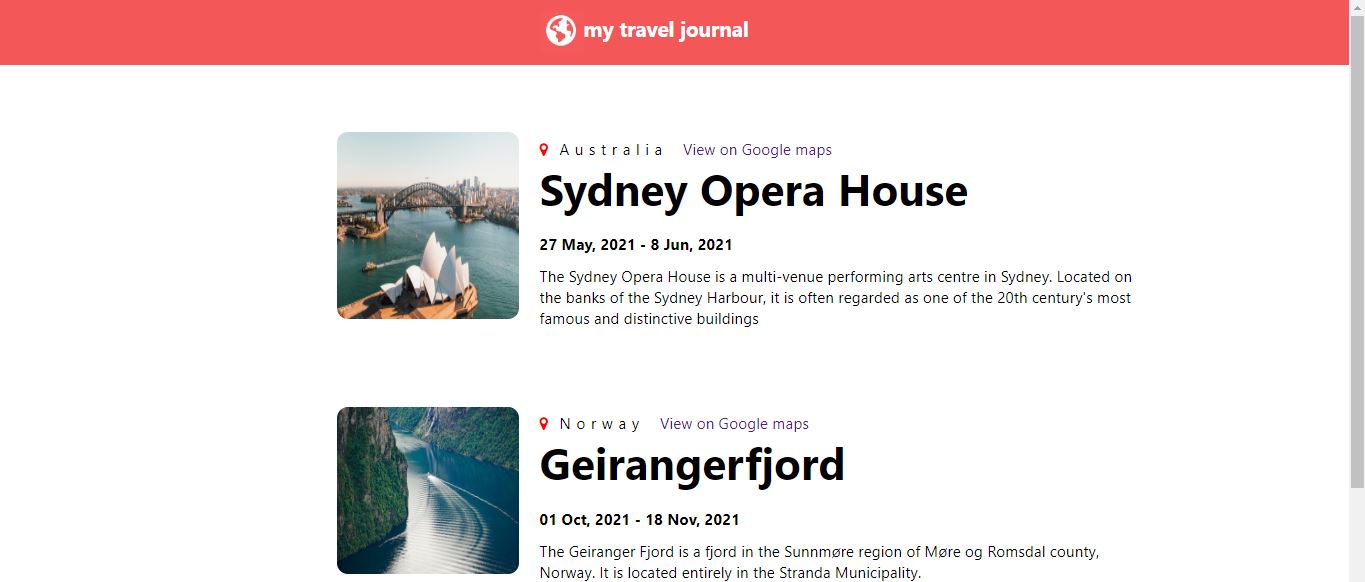 my travel journal
Australia View on Google maps
Sydney Opera House
27 May, 2021 - 8 Jun, 2021
The Sydney Opera House is a multi-venue performing arts centre in Sydney. Located on
the banks of the Sydney Harbour, it is often regarded as one of the 20th century's most
famous and distinctive buildings
Norway View on Google maps
Geirangerfjord
01 Oct, 2021 - 18 Nov, 2021
The Geiranger Fjord is a fjord in the Sunnmøre region of Møre og Romsdal county,
Norway. It is located entirely in the Stranda Municipality.